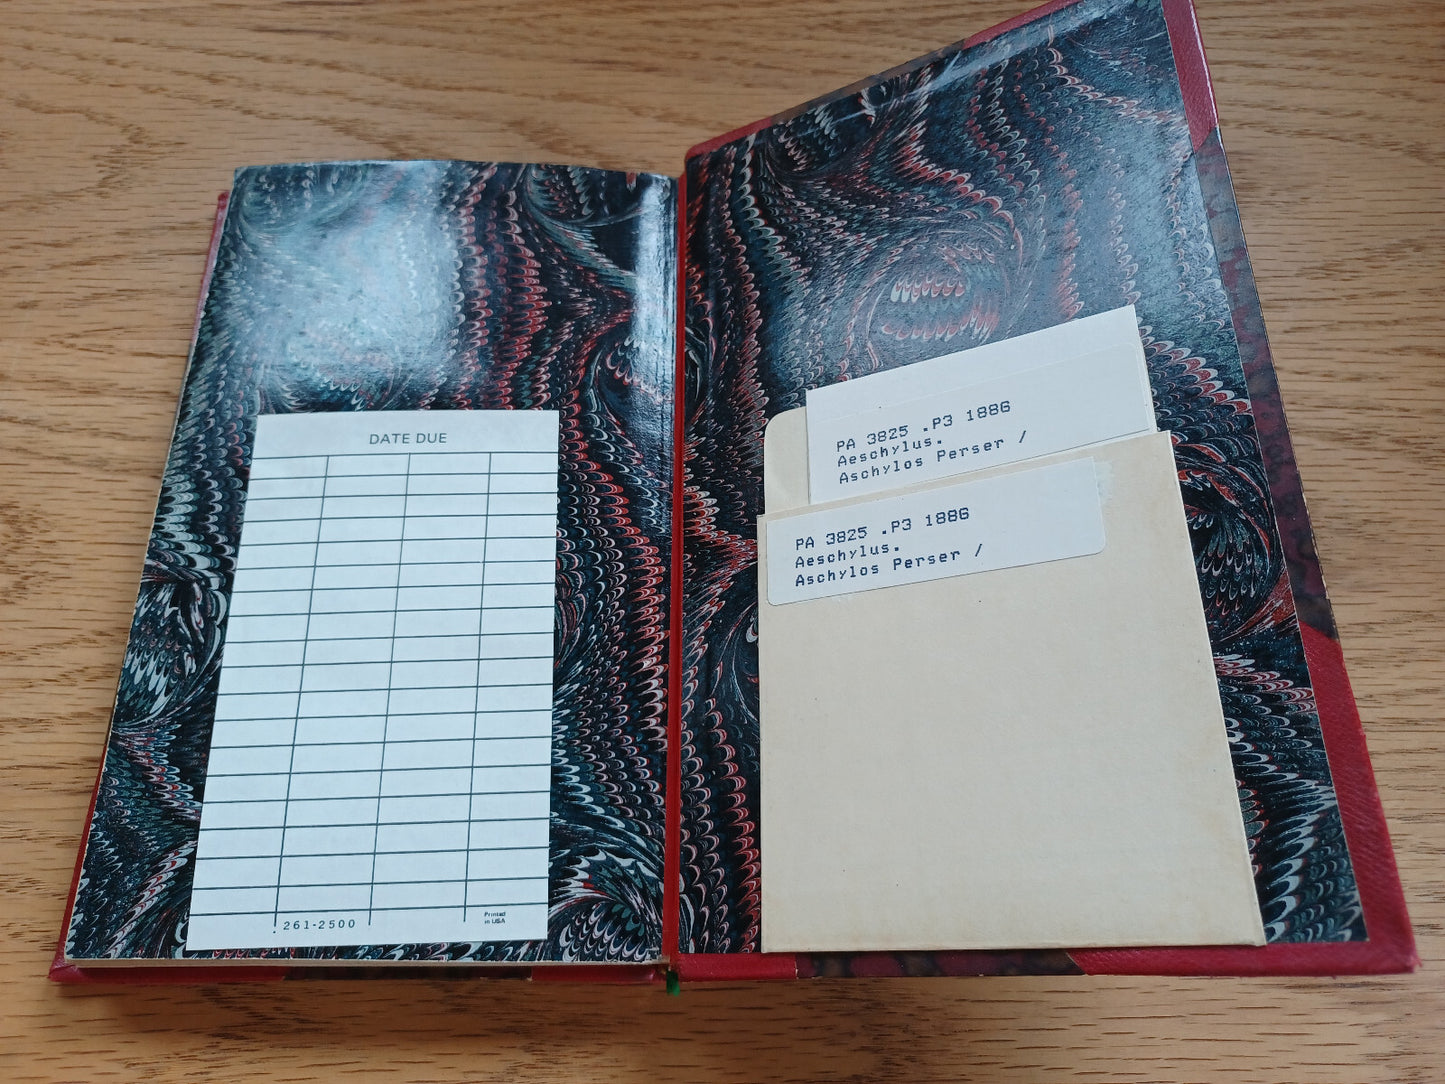 DATE DUE
261-2500
Printed
in USA
PA 3825 .P3 1886
Aeschylus.
Aschylos Perser /
PA 3825 .P3 1886
Aeschylus.
Aschylos Perser /